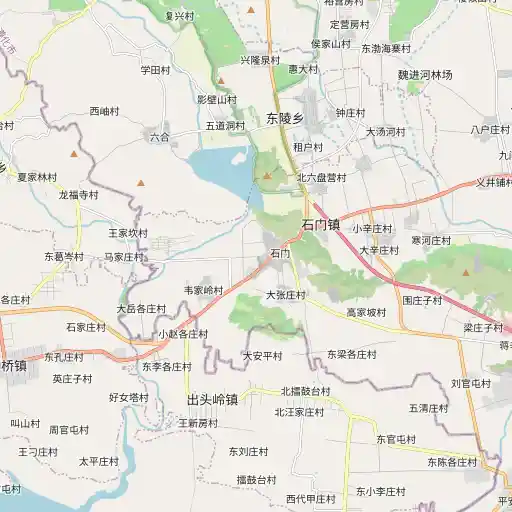 复兴村
裕营房村
定营房村
侯家山村
东渤海寨村
兴隆泉村
学田村
惠大村
魏进河林场
影壁山村
西岫村
东陵乡
钟庄村
五道洞村
六合
大汤河村
八户庄村
租户村
夏家林村
北六盘营村
义井铺村
龙福寺村
石门镇
王家坎村
小辛庄村
寒河庄村
石门
大辛庄村
东葛岑村
马家庄村
韦家岭村
大张庄村
围庄子村
各庄村
大岳各庄村
高家坡村
石家庄村
小赵各庄村
梁庄子村
东孔庄村
大安平村
东梁各庄村
桥镇
东李各庄村
英庄子村
刘官屯村
好女塔村
出头岭镇
北擂鼓台村
北汪家庄村
五清庄村
叫山村
王新房村
周官屯村
东官屯村
王刁庄村
太平庄村
东刘庄村
东陈各庄村
擂鼓台村
屯村
东小李庄村
西代甲庄村